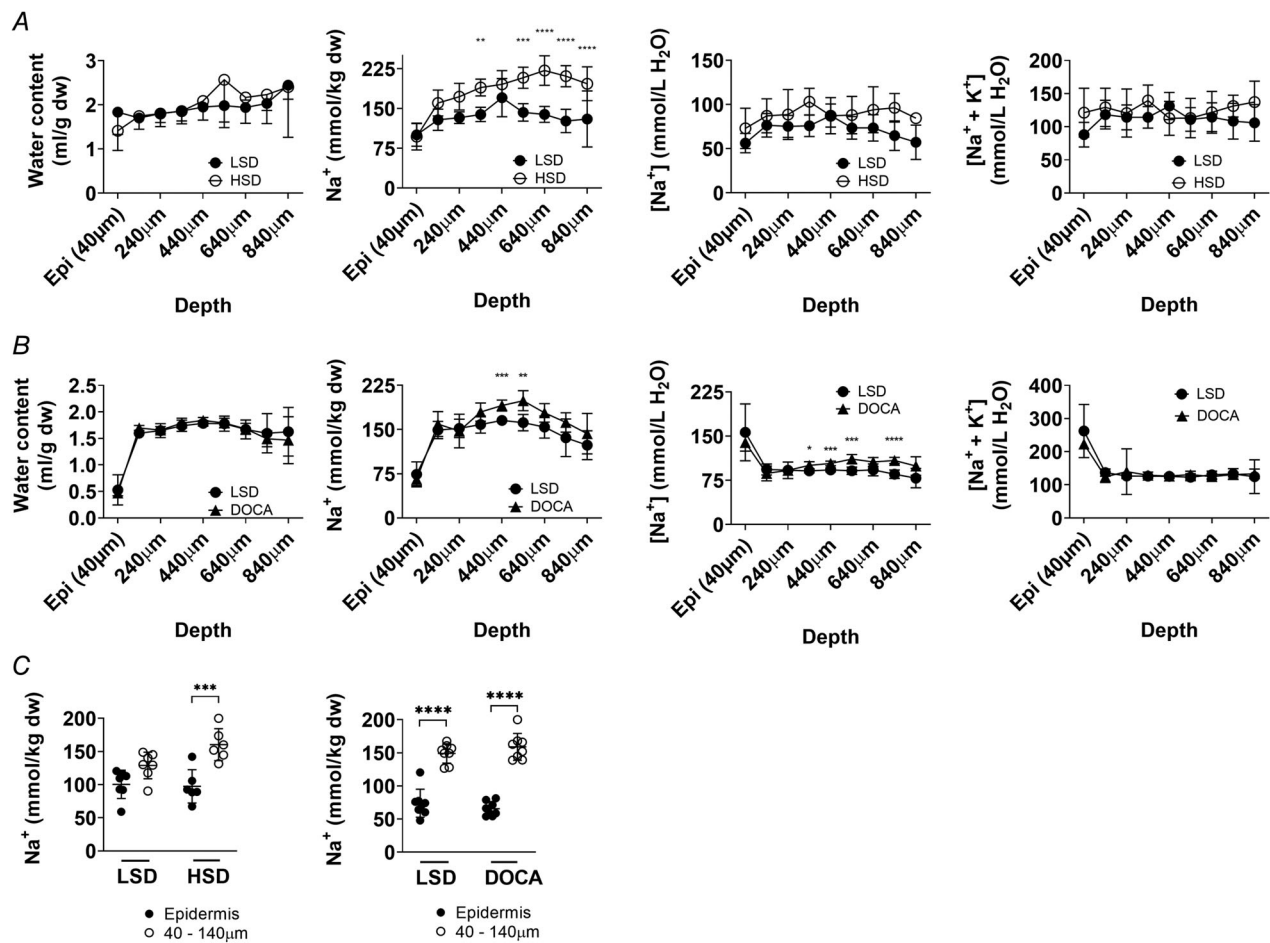 A
Water content
(ml/g dw)
3
2
1
0
LSD
HSD
Epi (40µm)
240µm
440µm
640µm
840µm
Depth
Na+ (mmol/kg dw)
225
150
75
0
** *** **** **** ****
LSD
HSD
Epi (40µm)
240µm
440µm
640µm
840µm
Depth
[Na+] (mmol/L H2O)
150
100
50
0
LSD
HSD
Epi (40µm)
240µm
440µm
640µm
840µm
Depth
[Na+ + K+]
(mmol/L H2O)
200
150
100
50
0
LSD
HSD
Epi (40µm)
240µm
440µm
640µm
840µm
Depth
B
Water content
(ml/g dw)
2.5
2.0
1.5
1.0
0.5
0.0
LSD
DOCA
Epi (40µm)
240µm
440µm
640µm
840µm
Depth
Na+ (mmol/kg dw)
225
150
75
0
*** **
LSD
DOCA
Epi (40µm)
240µm
440µm
640µm
840µm
Depth
[Na+] (mmol/L H2O)
225
150
75
0
LSD
DOCA
* *** *** ****
Epi (40µm)
240µm
440µm
640µm
840µm
Depth
[Na+ + K+]
(mmol/L H2O)
400
300
200
100
0
LSD
DOCA
Epi (40µm)
240µm
440µm
640µm
840µm
Depth
C
Na+ (mmol/kg dw)
200
150
100
50
0
***
LSD HSD
Epidermis
40 - 140µm
Na+ (mmol/kg dw)
200
150
100
50
0
**** ****
LSD DOCA
Epidermis
40 - 140µm